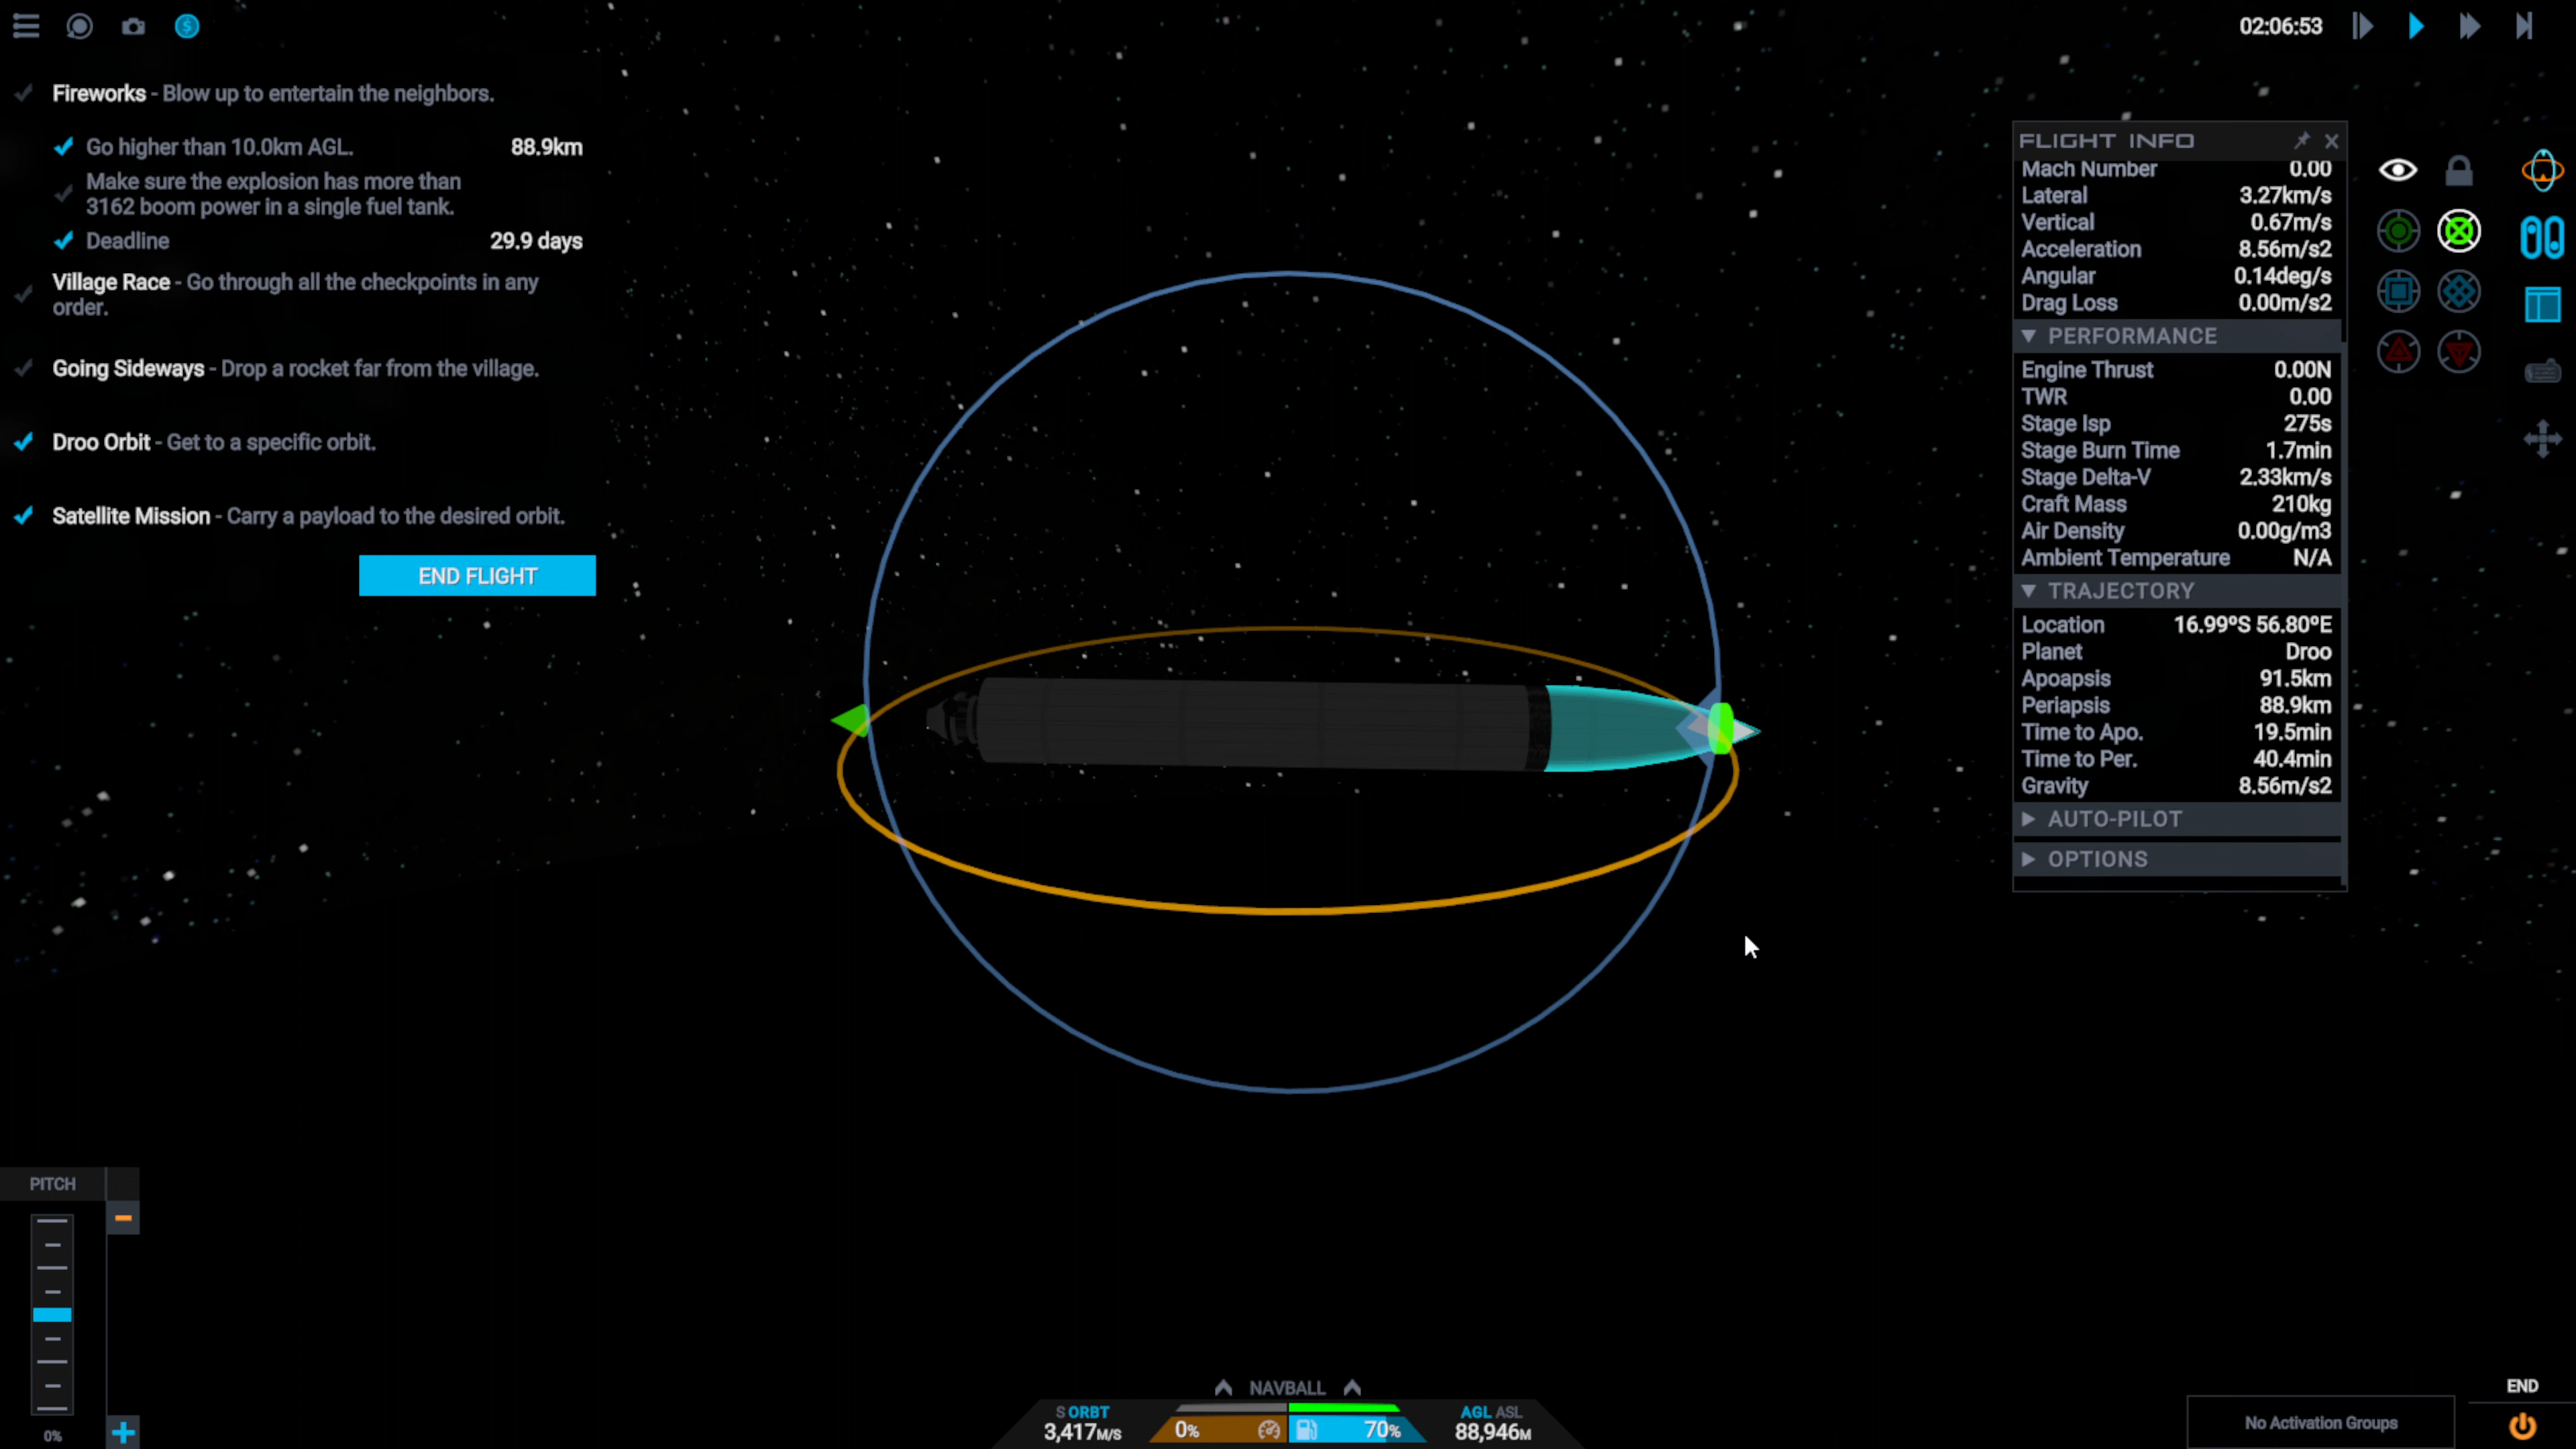 02:06:53
Fireworks - Blow up to entertain the neighbors.
Go higher than 10.0km AGL. 88.9km
Make sure the explosion has more than
3162 boom power in a single fuel tank.
Deadline 29.9 days
Village Race - Go through all the checkpoints in any
order.
Going Sideways - Drop a rocket far from the village.
Droo Orbit - Get to a specific orbit.
Satellite Mission - Carry a payload to the desired orbit.
END FLIGHT
FLIGHT INFO
Mach Number 0.00
Lateral 3.27km/s
Vertical 0.67m/s
Acceleration 8.56m/s2
Angular 0.14deg/s
Drag Loss 0.00m/s2
PERFORMANCE
Engine Thrust 0.00N
TWR 0.00
Stage Isp 275s
Stage Burn Time 1.7min
Stage Delta-V 2.33km/s
Craft Mass 210kg
Air Density 0.00g/m3
Ambient Temperature N/A
TRAJECTORY
Location 16.99ºS 56.80ºE
Planet Droo
Apoapsis 91.5km
Periapsis 88.9km
Time to Apo. 19.5min
Time to Per. 40.4min
Gravity 8.56m/s2
AUTO-PILOT
OPTIONS
PITCH
0%
NAVBALL
S ORBT
3,417M/S
0%
70%
AGL ASL
88,946M
No Activation Groups
END